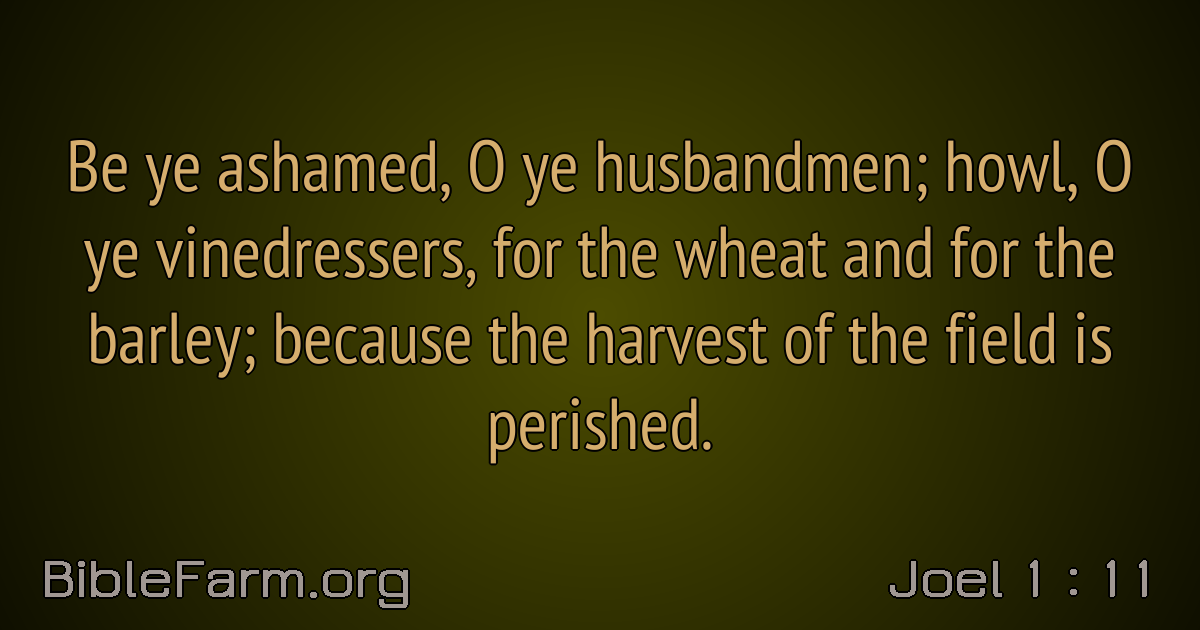 Be ye ashamed, O ye husbandmen; howl, O
ye vinedressers, for the wheat and for the
barley; because the harvest of the field is
perished.
BibleFarm.org
Joel 1 : 11